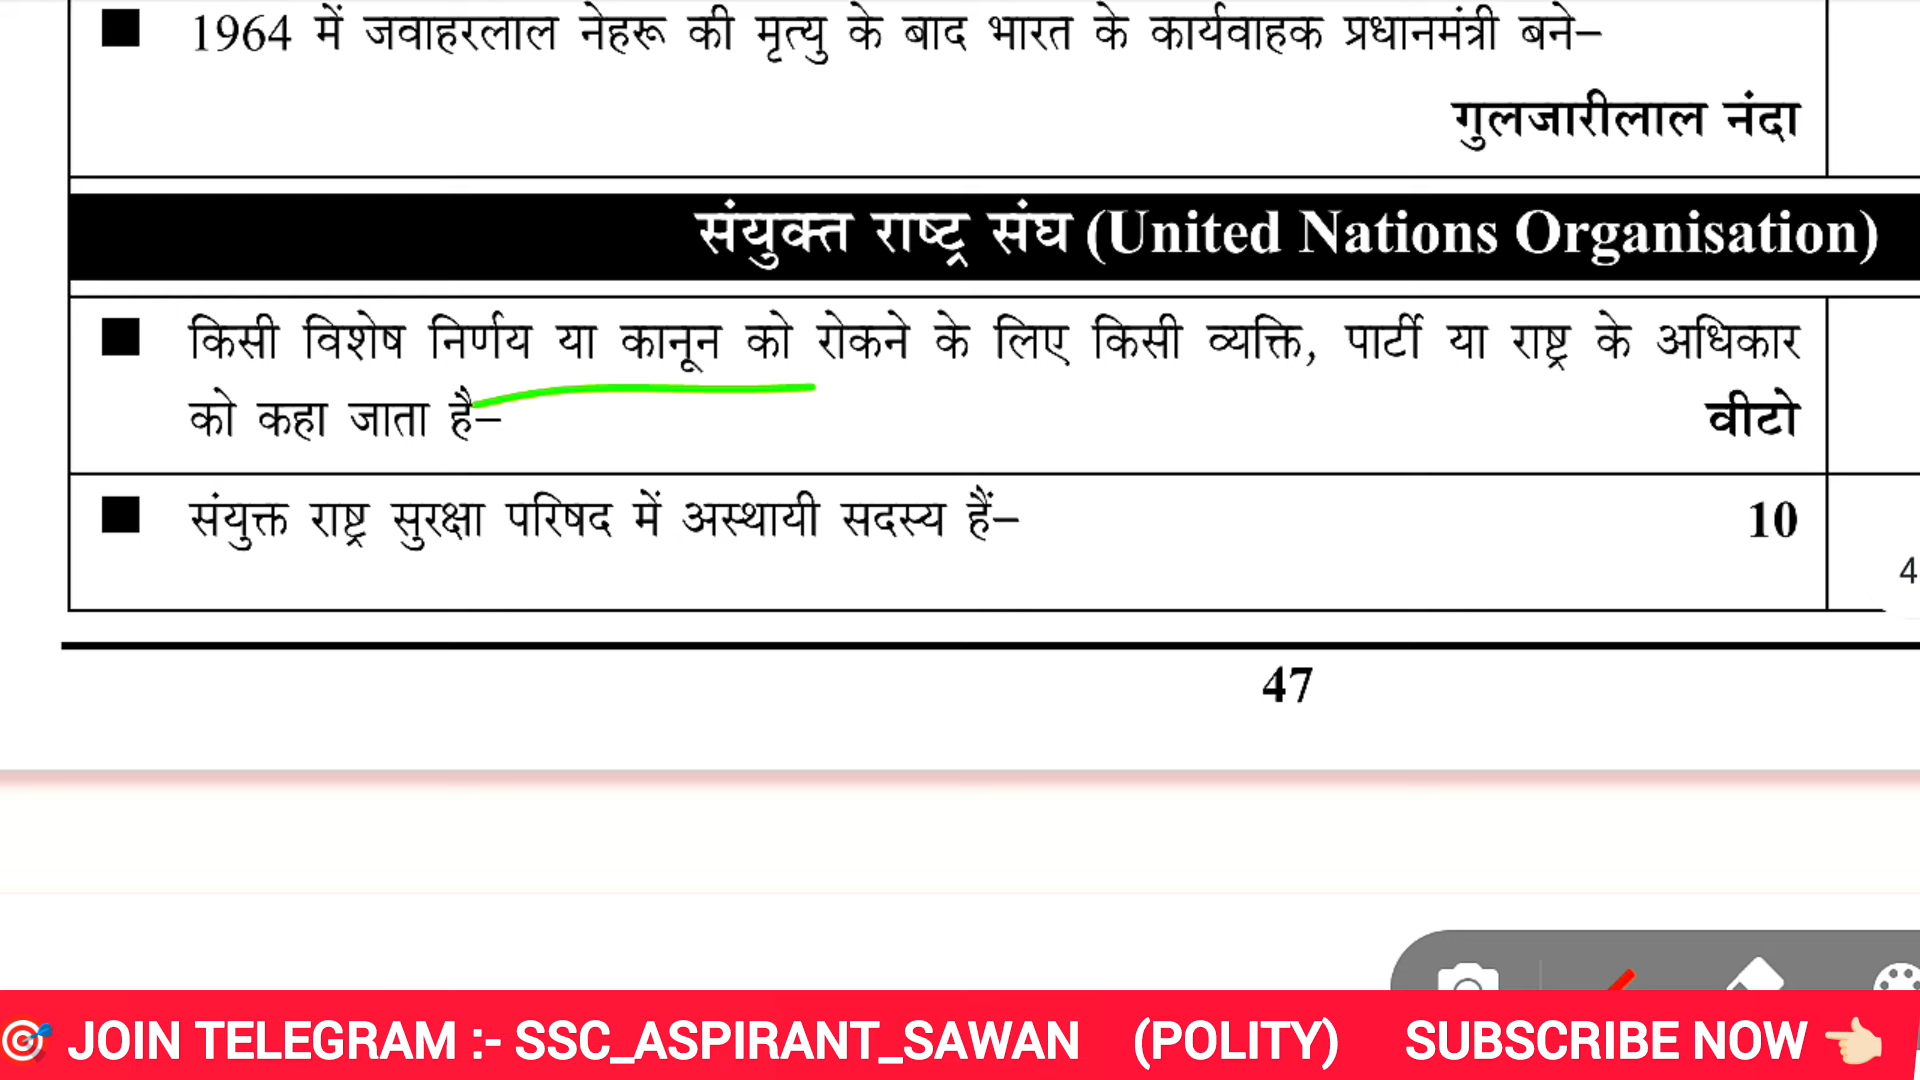 ■ 1964 में जवाहरलाल नेहरू की मृत्यु के बाद भारत के कार्यवाहक प्रधानमंत्री बने–
गुलजारीलाल नंदा
संयुक्त राष्ट्र संघ (United Nations Organisation)
■ किसी विशेष निर्णय या कानून को रोकने के लिए किसी व्यक्ति, पार्टी या राष्ट्र के अधिकार
को कहा जाता है– वीटो
■ संयुक्त राष्ट्र सुरक्षा परिषद में अस्थायी सदस्य हैं– 10
4
47
JOIN TELEGRAM :- SSC_ASPIRANT_SAWAN (POLITY) SUBSCRIBE NOW